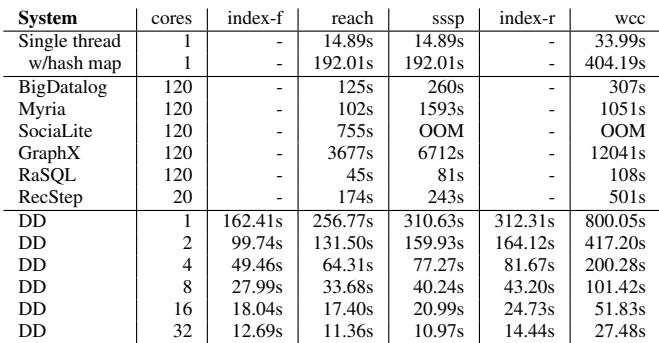 System cores index-f reach sssp index-r wcc
Single thread 1 - 14.89s 14.89s - 33.99s
w/hash map 1 - 192.01s 192.01s - 404.19s
BigDatalog 120 - 125s 260s - 307s
Myria 120 - 102s 1593s - 1051s
SociaLite 120 - 755s OOM - OOM
GraphX 120 - 3677s 6712s - 12041s
RaSQL 120 - 45s 81s - 108s
RecStep 20 - 174s 243s - 501s
DD 1 162.41s 256.77s 310.63s 312.31s 800.05s
DD 2 99.74s 131.50s 159.93s 164.12s 417.20s
DD 4 49.46s 64.31s 77.27s 81.67s 200.28s
DD 8 27.99s 33.68s 40.24s 43.20s 101.42s
DD 16 18.04s 17.40s 20.99s 24.73s 51.83s
DD 32 12.69s 11.36s 10.97s 14.44s 27.48s